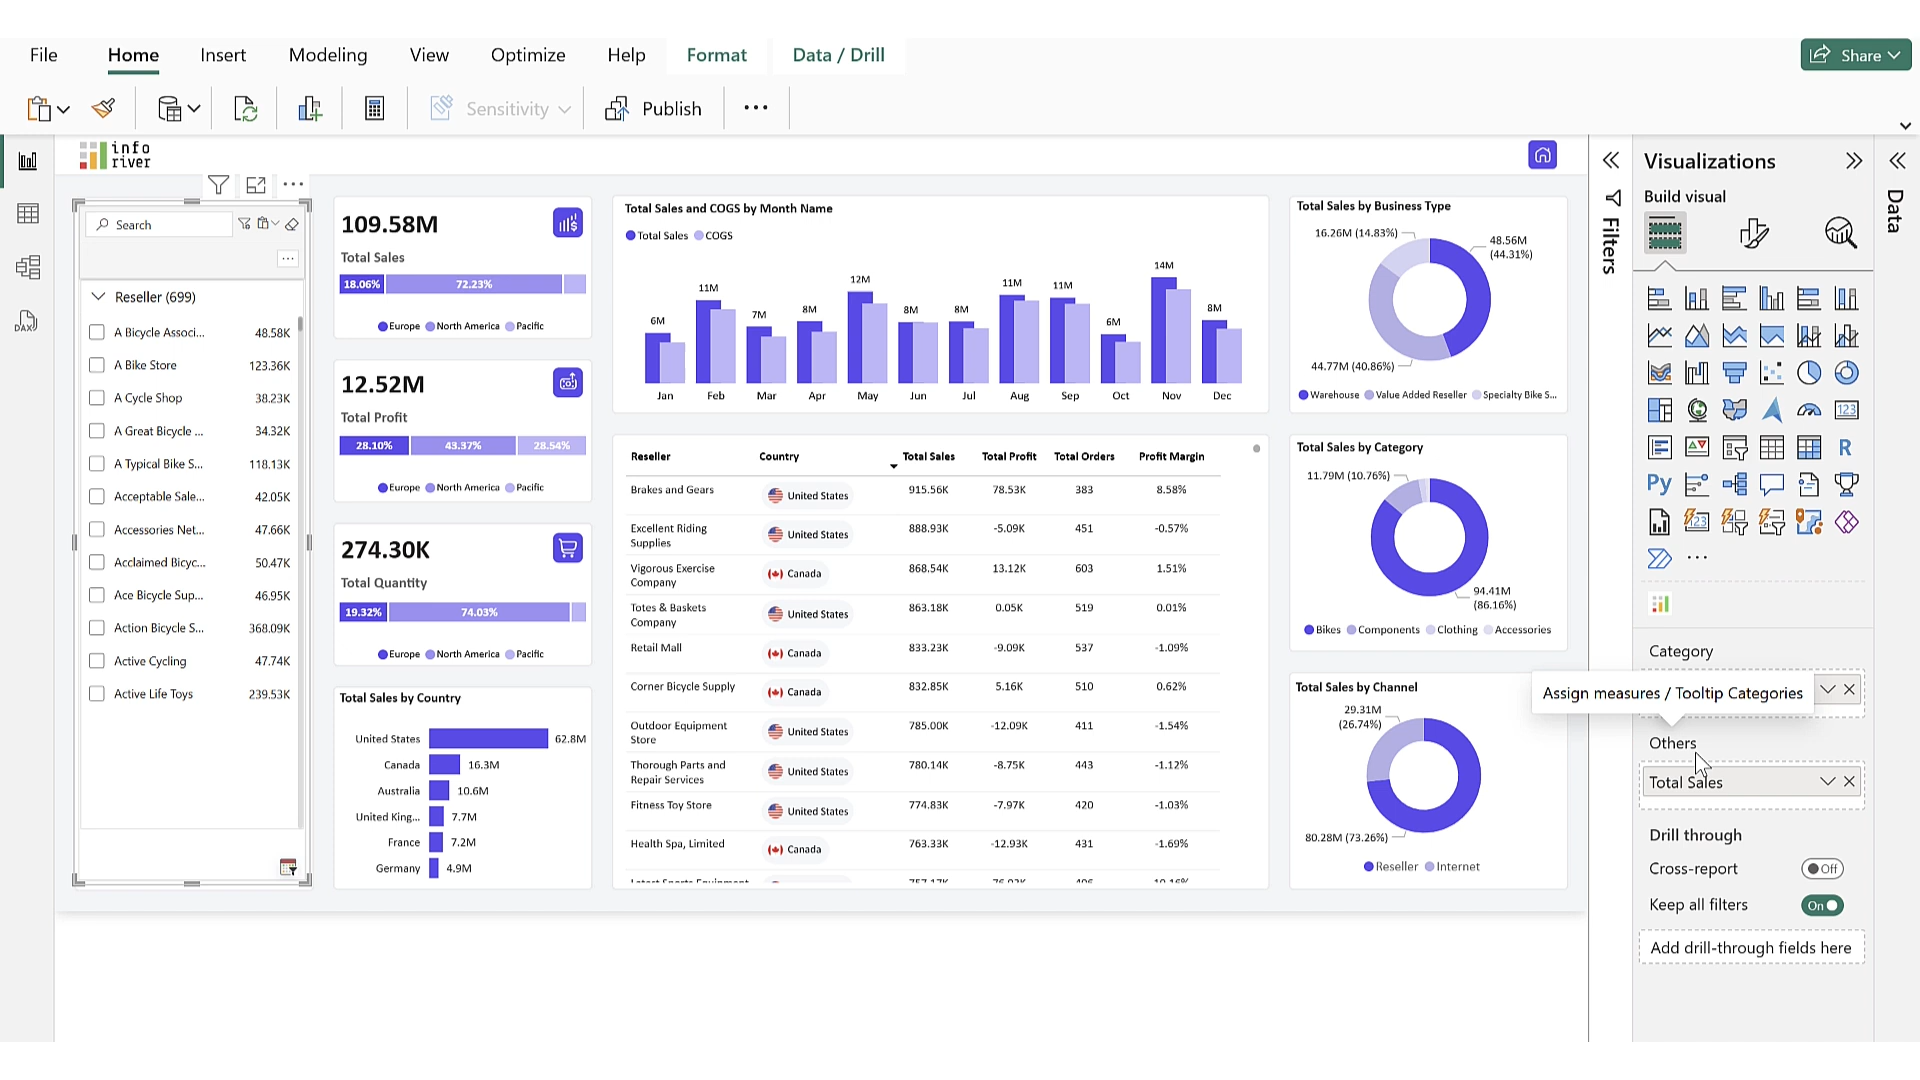 File Home Insert Modeling View Optimize Help Format Data / Drill Share
Sensitivity Publish
info
river
Search
Reseller (699)
A Bicycle Associ... 48.58K
A Bike Store 123.36K
A Cycle Shop 38.23K
A Great Bicycle ... 34.32K
A Typical Bike S... 118.13K
Acceptable Sale... 42.05K
Accessories Net... 47.66K
Acclaimed Bicyc... 50.47K
Ace Bicycle Sup... 46.95K
Action Bicycle S... 368.09K
Active Cycling 47.74K
Active Life Toys 239.53K
109.58M
Total Sales
18.06% 72.23%
Europe North America Pacific
12.52M
Total Profit
28.10% 43.37% 28.54%
Europe North America Pacific
274.30K
Total Quantity
19.32% 74.03%
Europe North America Pacific
Total Sales by Country
United States 62.8M
Canada 16.3M
Australia 10.6M
United King... 7.7M
France 7.2M
Germany 4.9M
Total Sales and COGS by Month Name
Total Sales COGS
6M 11M 7M 8M 12M 8M 8M 11M 11M 6M 14M 8M
Jan Feb Mar Apr May Jun Jul Aug Sep Oct Nov Dec
Reseller Country Total Sales Total Profit Total Orders Profit Margin
Brakes and Gears United States 915.56K 78.53K 383 8.58%
Excellent Riding
Supplies United States 888.93K -5.09K 451 -0.57%
Vigorous Exercise
Company Canada 868.54K 13.12K 603 1.51%
Totes & Baskets
Company United States 863.18K 0.05K 519 0.01%
Retail Mall Canada 833.23K -9.09K 537 -1.09%
Corner Bicycle Supply Canada 832.85K 5.16K 510 0.62%
Outdoor Equipment
Store United States 785.00K -12.09K 411 -1.54%
Thorough Parts and
Repair Services United States 780.14K -8.75K 443 -1.12%
Fitness Toy Store United States 774.83K -7.97K 420 -1.03%
Health Spa, Limited Canada 763.33K -12.93K 431 -1.69%
Total Sales by Business Type
16.26M (14.83%)
48.56M
(44.31%)
44.77M (40.86%)
Warehouse Value Added Reseller Specialty Bike S...
Total Sales by Category
11.79M (10.76%)
94.41M
(86.16%)
Bikes Components Clothing Accessories
Total Sales by Channel
29.31M
(26.74%)
80.28M (73.26%)
Reseller Internet
Filters
Visualizations
Build visual
123
R
Py
123
Category
Assign measures / Tooltip Categories
Others
Total Sales
Drill through
Cross-report Off
Keep all filters On
Add drill-through fields here
Data
DAX